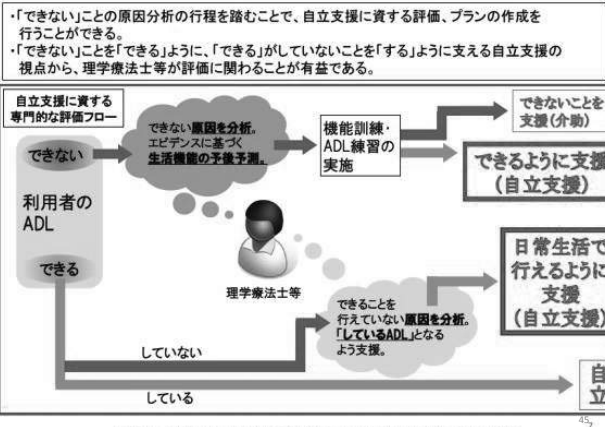 ・「できない」ことの原因分析の行程を踏むことで、自立支援に資する評価、プランの作成を
行うことができる。
・「できない」ことを「できる」ように、「できる」がしていないことを「する」ように支える自立支援の
視点から、理学療法士等が評価に関わることが有益である。
自立支援に資する
専門的な評価フロー
できない
利用者の
ADL
できる
できない原因を分析。
エビデンスに基づく
生活機能の予後予測。
機能訓練・
ADL練習の
実施
できないことを
支援(介助)
できるように支援
(自立支援)
理学療法士等
できることを
行えていない原因を分析。
「しているADL」となる
よう支援。
日常生活で
行えるように
支援
(自立支援)
していない
している
自
立
45